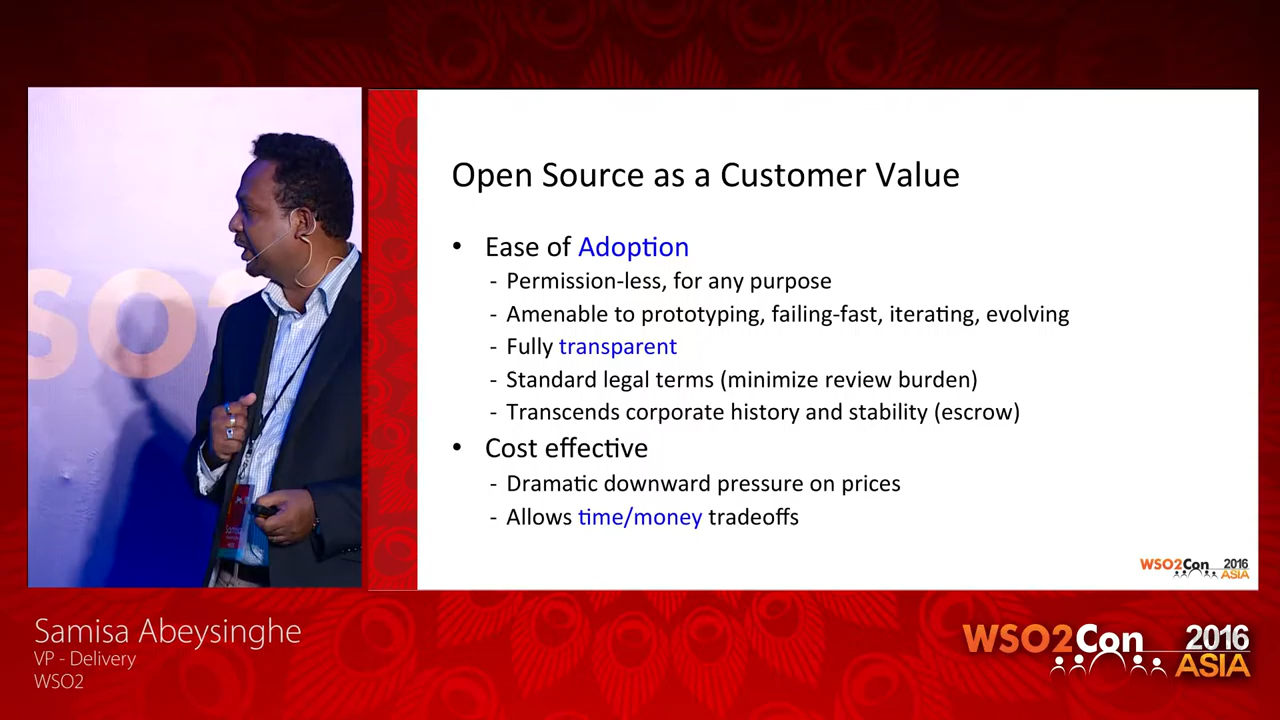 SO2
Samisa
Open Source as a Customer Value
• Ease of Adoption
- Permission-less, for any purpose
- Amenable to prototyping, failing-fast, iterating, evolving
- Fully transparent
- Standard legal terms (minimize review burden)
- Transcends corporate history and stability (escrow)
• Cost effective
- Dramatic downward pressure on prices
- Allows time/money tradeoffs
WSO2Con 2016
ASIA
Samisa Abeysinghe
VP - Delivery
WSO2
WSO2Con 2016
ASIA